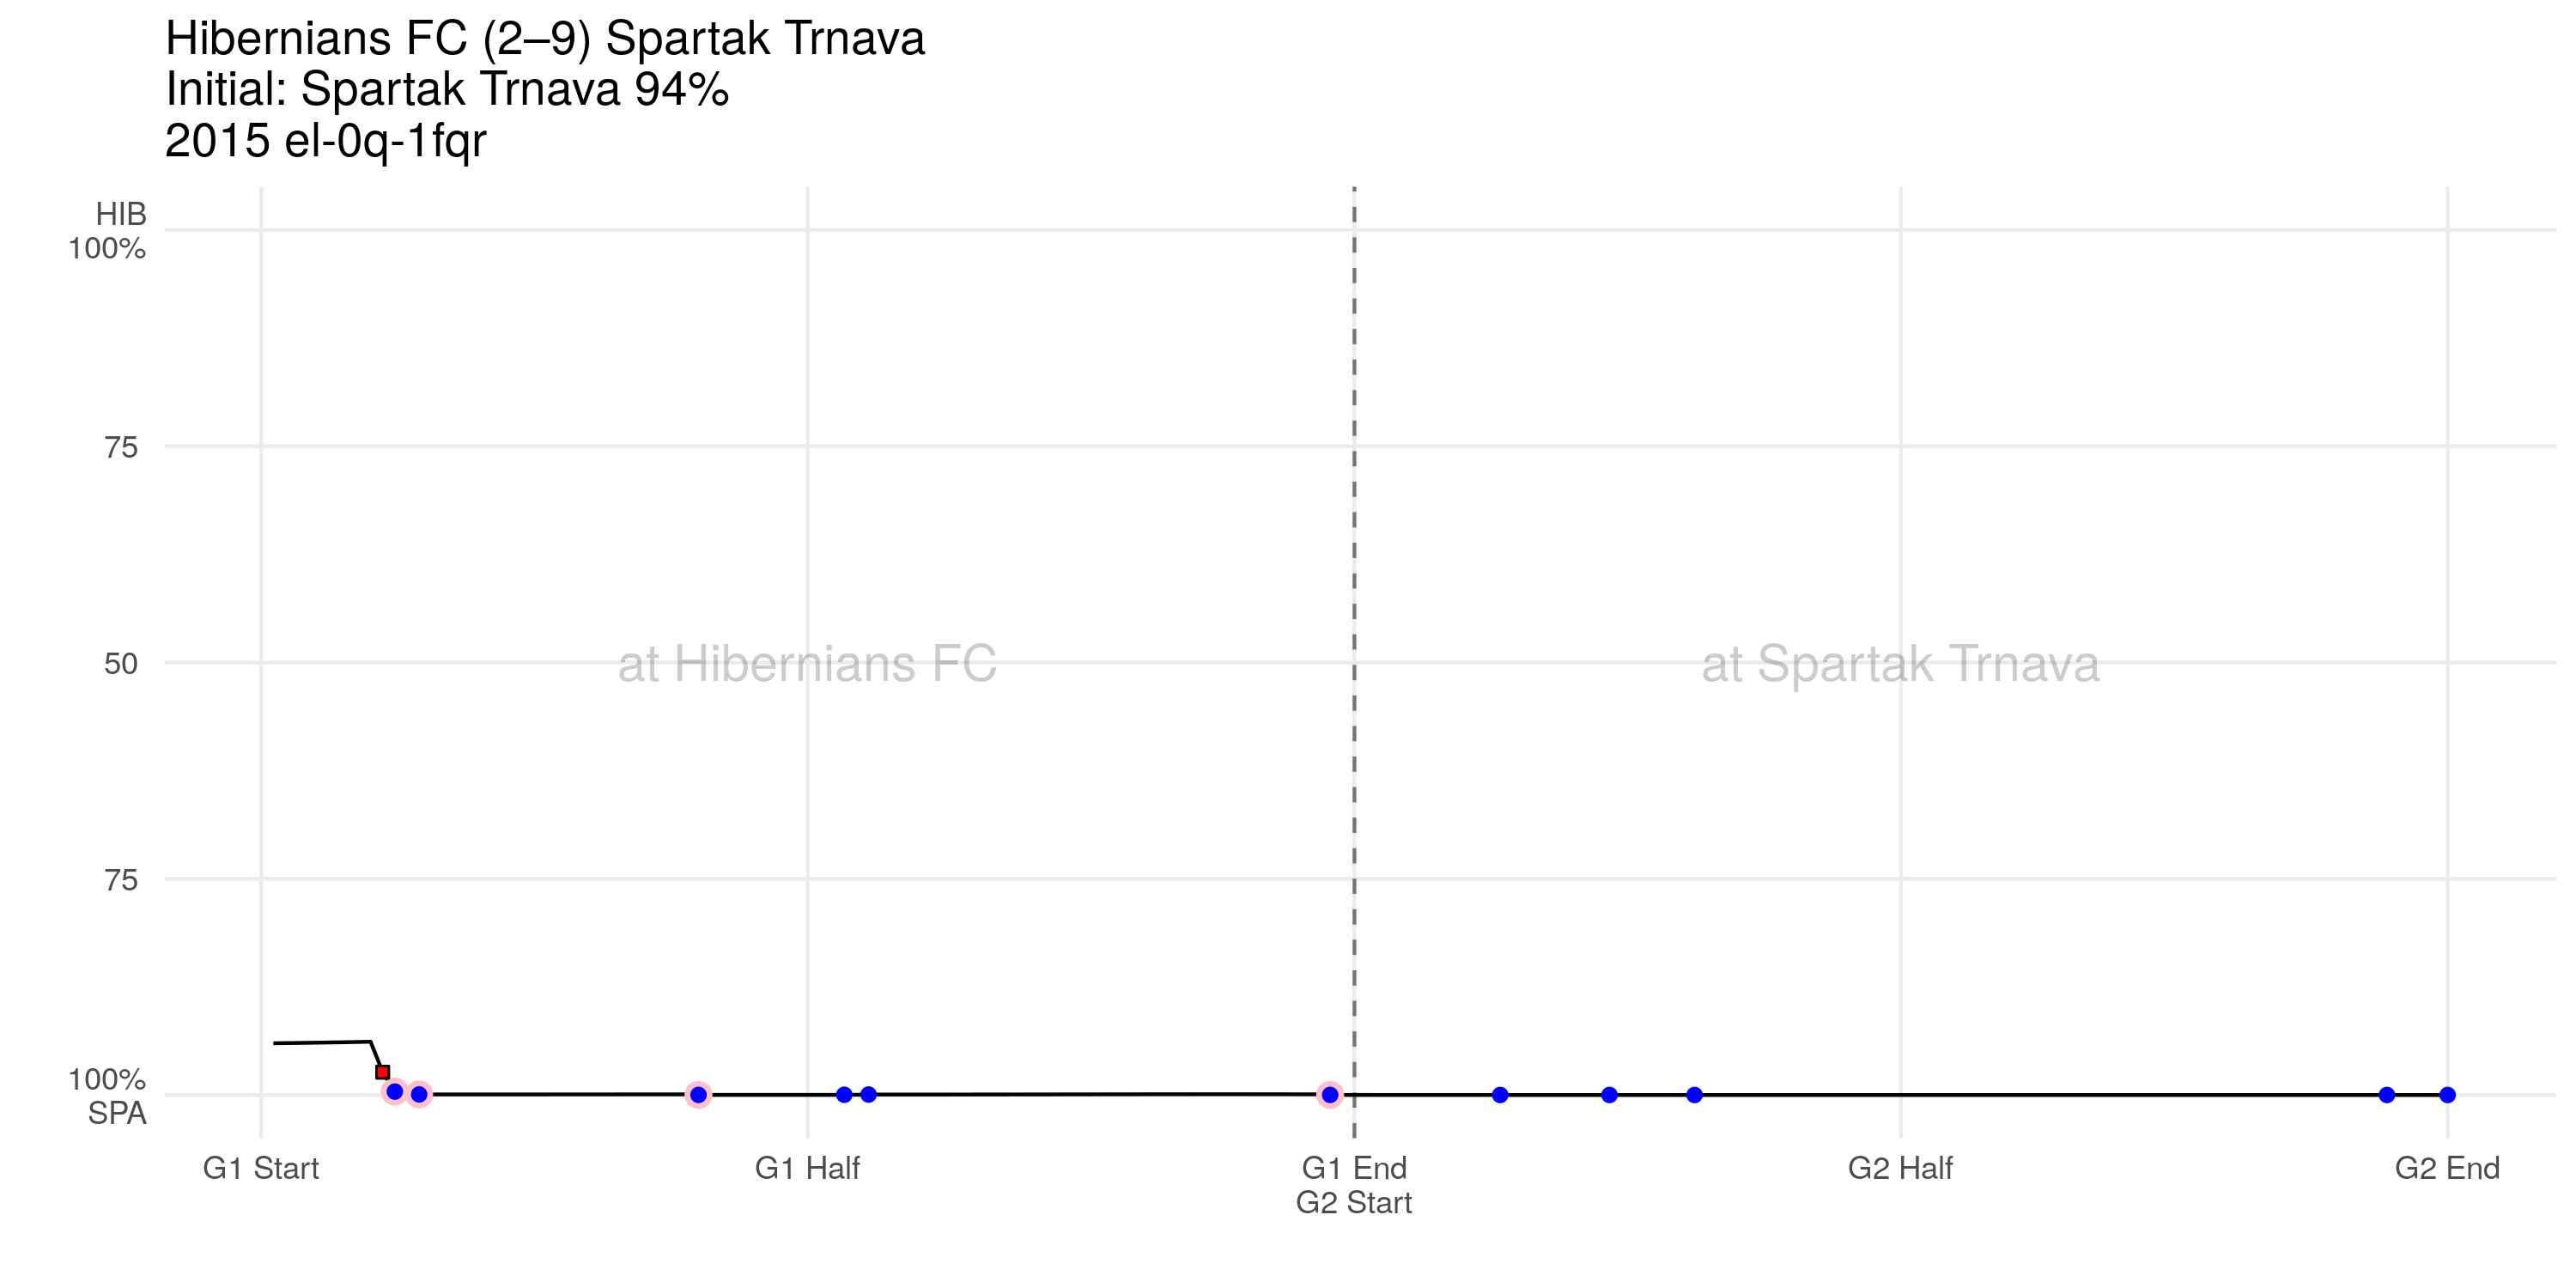 Hibernians FC (2–9) Spartak Trnava
Initial: Spartak Trnava 94%
2015 el-0q-1fqr
HIB
100%
75
50
75
100%
SPA
at Hibernians FC
at Spartak Trnava
G1 Start
G1 Half
G1 End
G2 Start
G2 Half
G2 End